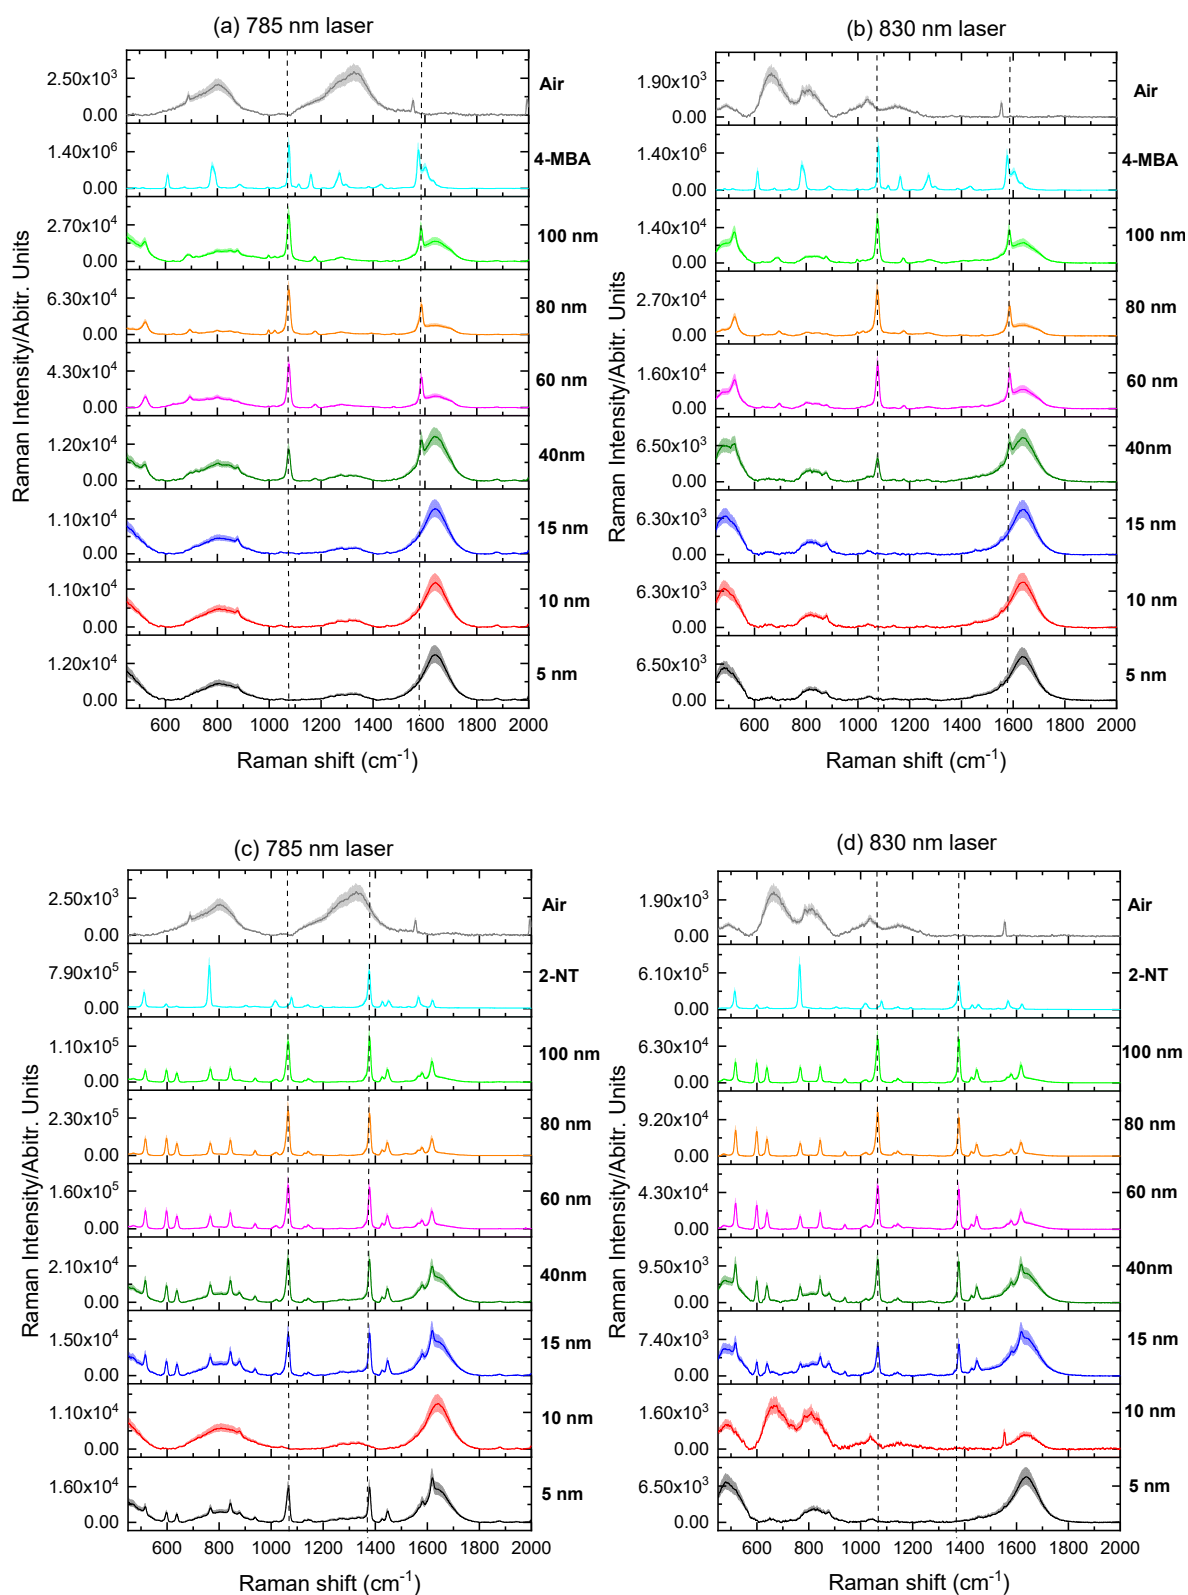 (a) 785 nm laser
Raman Intensity/Abitr. Units
2.50x10³
0.00
Air
1.40x10⁶
0.00
4-MBA
2.70x10⁴
0.00
100 nm
6.30x10⁴
0.00
80 nm
4.30x10⁴
0.00
60 nm
1.20x10⁴
0.00
40nm
1.10x10⁴
0.00
15 nm
1.10x10⁴
0.00
10 nm
1.20x10⁴
0.00
5 nm
600 800 1000 1200 1400 1600 1800 2000
Raman shift (cm⁻¹)
(b) 830 nm laser
Raman Intensity/Abitr. Units
1.90x10³
0.00
Air
1.40x10⁶
0.00
4-MBA
1.40x10⁴
0.00
100 nm
2.70x10⁴
0.00
80 nm
1.60x10⁴
0.00
60 nm
6.50x10³
0.00
40nm
6.30x10³
0.00
15 nm
6.30x10³
0.00
10 nm
6.50x10³
0.00
5 nm
600 800 1000 1200 1400 1600 1800 2000
Raman shift (cm⁻¹)
(c) 785 nm laser
Raman Intensity/Abitr. Units
2.50x10³
0.00
Air
7.90x10⁵
0.00
2-NT
1.10x10⁵
0.00
100 nm
2.30x10⁵
0.00
80 nm
1.60x10⁵
0.00
60 nm
2.10x10⁴
0.00
40nm
1.50x10⁴
0.00
15 nm
1.10x10⁴
0.00
10 nm
1.60x10⁴
0.00
5 nm
600 800 1000 1200 1400 1600 1800 2000
Raman shift (cm⁻¹)
(d) 830 nm laser
Raman Intensity/Abitr. Units
1.90x10³
0.00
Air
6.10x10⁵
0.00
2-NT
6.30x10⁴
0.00
100 nm
9.20x10⁴
0.00
80 nm
4.30x10⁴
0.00
60 nm
9.50x10³
0.00
40nm
7.40x10³
0.00
15 nm
1.60x10³
0.00
10 nm
6.50x10³
0.00
5 nm
600 800 1000 1200 1400 1600 1800 2000
Raman shift (cm⁻¹)